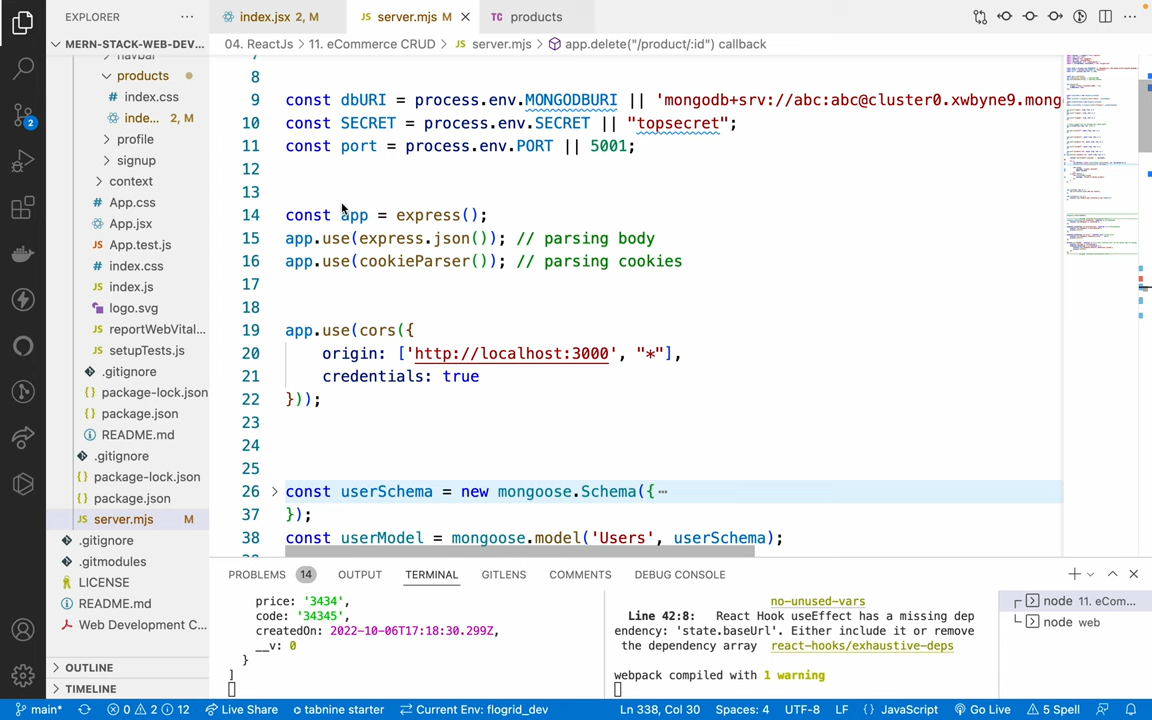 EXPLORER
index.jsx 2, M
server.mjs M
TC products
MERN-STACK-WEB-DEV...
04. ReactJs > 11. eCommerce CRUD > JS server.mjs > app.delete("/product/:id") callback
navbar
products
# index.css
inde... 2, M
profile
signup
context
# App.css
App.jsx
JS App.test.js
# index.css
JS index.js
logo.svg
JS reportWebVital...
JS setupTests.js
.gitignore
{} package-lock.json
{} package.json
README.md
.gitignore
{} package-lock.json
{} package.json
JS server.mjs M
.gitignore
.gitmodules
LICENSE
README.md
Web Development C...
OUTLINE
TIMELINE
2
7
8
9 const dbURI = process.env.MONGODBURI || 'mongodb+srv://abc:abc@cluster0.xwbyne9.mong
10 const SECRET = process.env.SECRET || "topsecret";
11 const port = process.env.PORT || 5001;
12
13
14 const app = express();
15 app.use(express.json()); // parsing body
16 app.use(cookieParser()); // parsing cookies
17
18
19 app.use(cors({
20 origin: ['http://localhost:3000', "*"],
21 credentials: true
22 }));
23
24
25
26 > const userSchema = new mongoose.Schema({ ⋯
37 });
38 const userModel = mongoose.model('Users', userSchema);
PROBLEMS 14 OUTPUT TERMINAL GITLENS COMMENTS DEBUG CONSOLE
price: '3434',
code: '34345',
createdOn: 2022-10-06T17:18:30.299Z,
__v: 0
}
]
no-unused-vars
Line 42:8: React Hook useEffect has a missing dep
endency: 'state.baseUrl'. Either include it or remove
the dependency array react-hooks/exhaustive-deps
webpack compiled with 1 warning
node 11. eCom...
node web
main* 0 2 12 Live Share tabnine starter Current Env: flogrid_dev Ln 338, Col 30 Spaces: 4 UTF-8 LF {} JavaScript Go Live 5 Spell